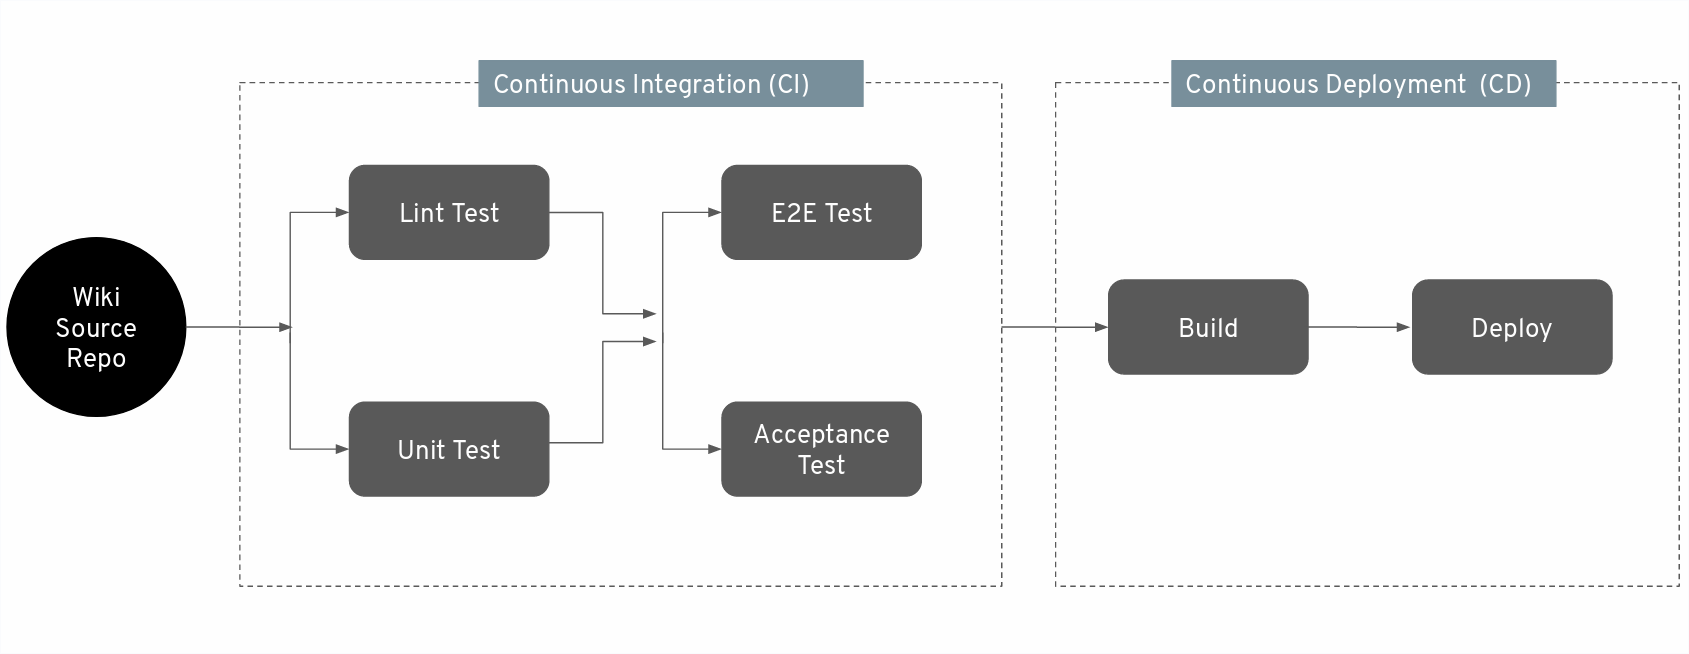 Continuous Integration (CI)
Continuous Deployment (CD)
Wiki
Source
Repo
Lint Test
E2E Test
Unit Test
Acceptance
Test
Build
Deploy